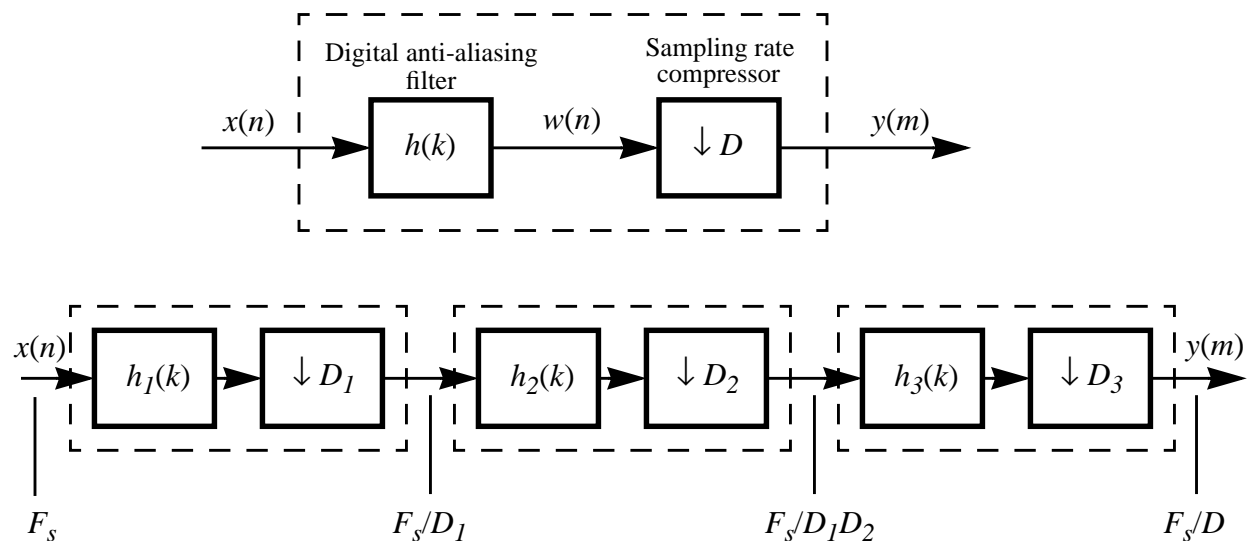 Digital anti-aliasing
filter
Sampling rate
compressor
x(n)
h(k)
w(n)
↓ D
y(m)
x(n)
h₁(k)
↓ D₁
h₂(k)
↓ D₂
h₃(k)
↓ D₃
y(m)
Fₛ
Fₛ/D₁
Fₛ/D₁D₂
Fₛ/D